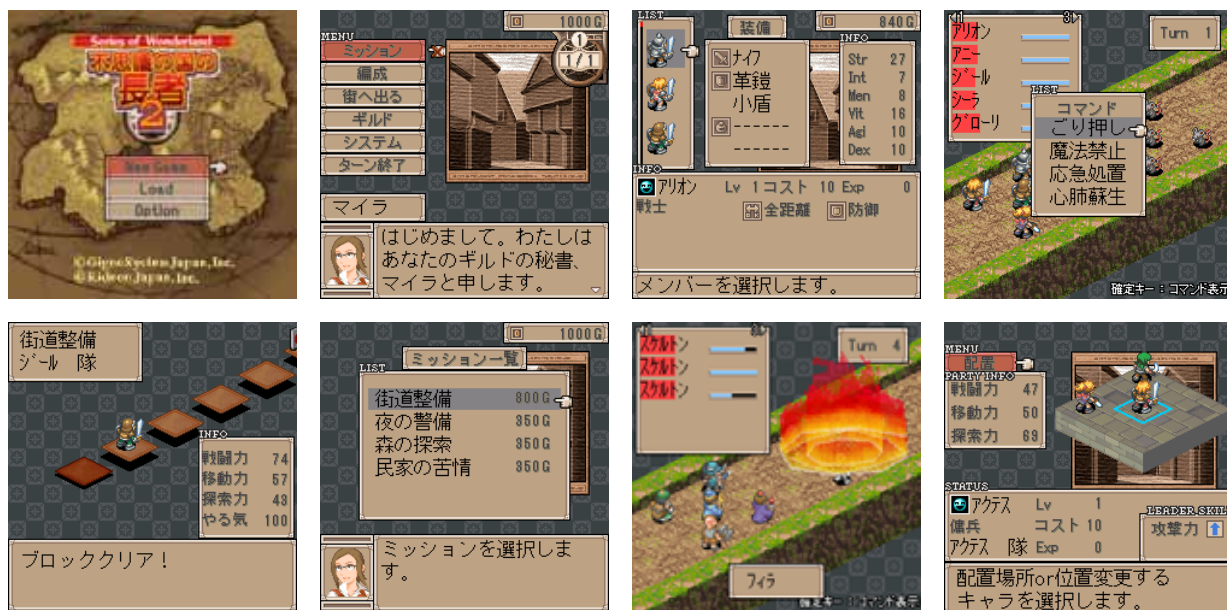 Series of Wonderland
不思議の国の
長者
2
New Game
Load
Option
©GlyncSystem Japan, Inc.
©Rideon Japan, Inc.
1000G
MENU
ミッション
編成
街へ出る
ギルド
システム
ターン終了
1
1/1
マイラ
はじめまして。わたしは
あなたのギルドの秘書、
マイラと申します。
LIST
装備
840G
ナイフ
革鎧
小盾
------
------
INFO
Str 27
Int 7
Men 8
Vit 16
Agi 10
Dex 10
INFO
アリオン Lv 1 コスト 10 Exp 0
戦士 全距離 防御
メンバーを選択します。
1 3
アリオン
アニー
ジール
シーラ
グローリ
Turn 1
LIST
コマンド
ごり押し
魔法禁止
応急処置
心肺蘇生
確定キー:コマンド表示
街道整備
ジール 隊
INFO
戦闘力 74
移動力 57
探索力 43
やる気 100
ブロッククリア!
1000G
ミッション一覧
LIST
街道整備 800G
夜の警備 350G
森の探索 350G
民家の苦情 350G
ミッションを選択しま
す。
スケルトン
スケルトン
スケルトン
Turn 4
フィラ
確定キー:コマンド表示
MENU
配置
PARTY INFO
戦闘力 47
移動力 50
探索力 69
STATUS
アクテス Lv 1
傭兵 コスト 10
アクテス 隊 Exp 0
LEADER SKILL
攻撃力
配置場所or位置変更する
キャラを選択します。